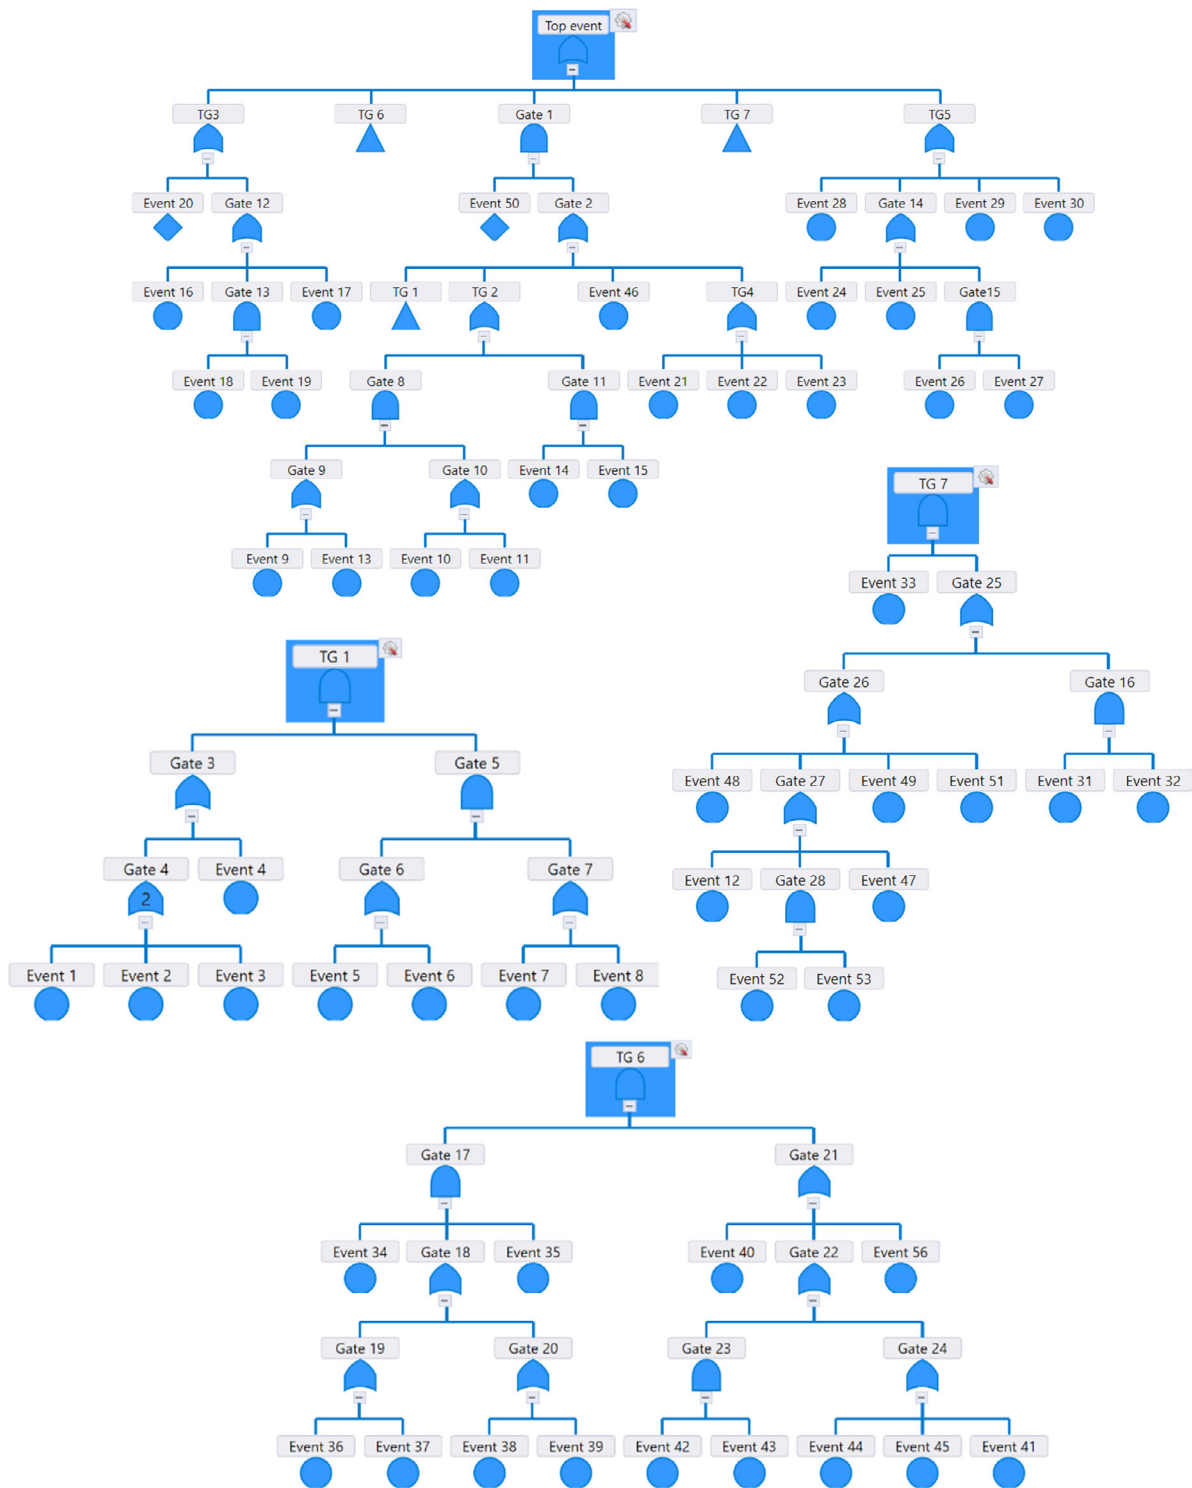 Top event
TG3
TG 6
Gate 1
TG 7
TG5
Event 20
Gate 12
Event 50
Gate 2
Event 28
Gate 14
Event 29
Event 30
Event 16
Gate 13
Event 17
TG 1
TG 2
Event 46
TG4
Event 24
Event 25
Gate15
Event 18
Event 19
Gate 8
Gate 11
Event 21
Event 22
Event 23
Event 26
Event 27
Gate 9
Gate 10
Event 14
Event 15
Event 9
Event 13
Event 10
Event 11
TG 7
Event 33
Gate 25
Gate 26
Gate 16
Event 48
Gate 27
Event 49
Event 51
Event 31
Event 32
Event 12
Gate 28
Event 47
Event 52
Event 53
TG 1
Gate 3
Gate 5
Gate 4
2
Event 4
Gate 6
Gate 7
Event 1
Event 2
Event 3
Event 5
Event 6
Event 7
Event 8
TG 6
Gate 17
Gate 21
Event 34
Gate 18
Event 35
Event 40
Gate 22
Event 56
Gate 19
Gate 20
Gate 23
Gate 24
Event 36
Event 37
Event 38
Event 39
Event 42
Event 43
Event 44
Event 45
Event 41